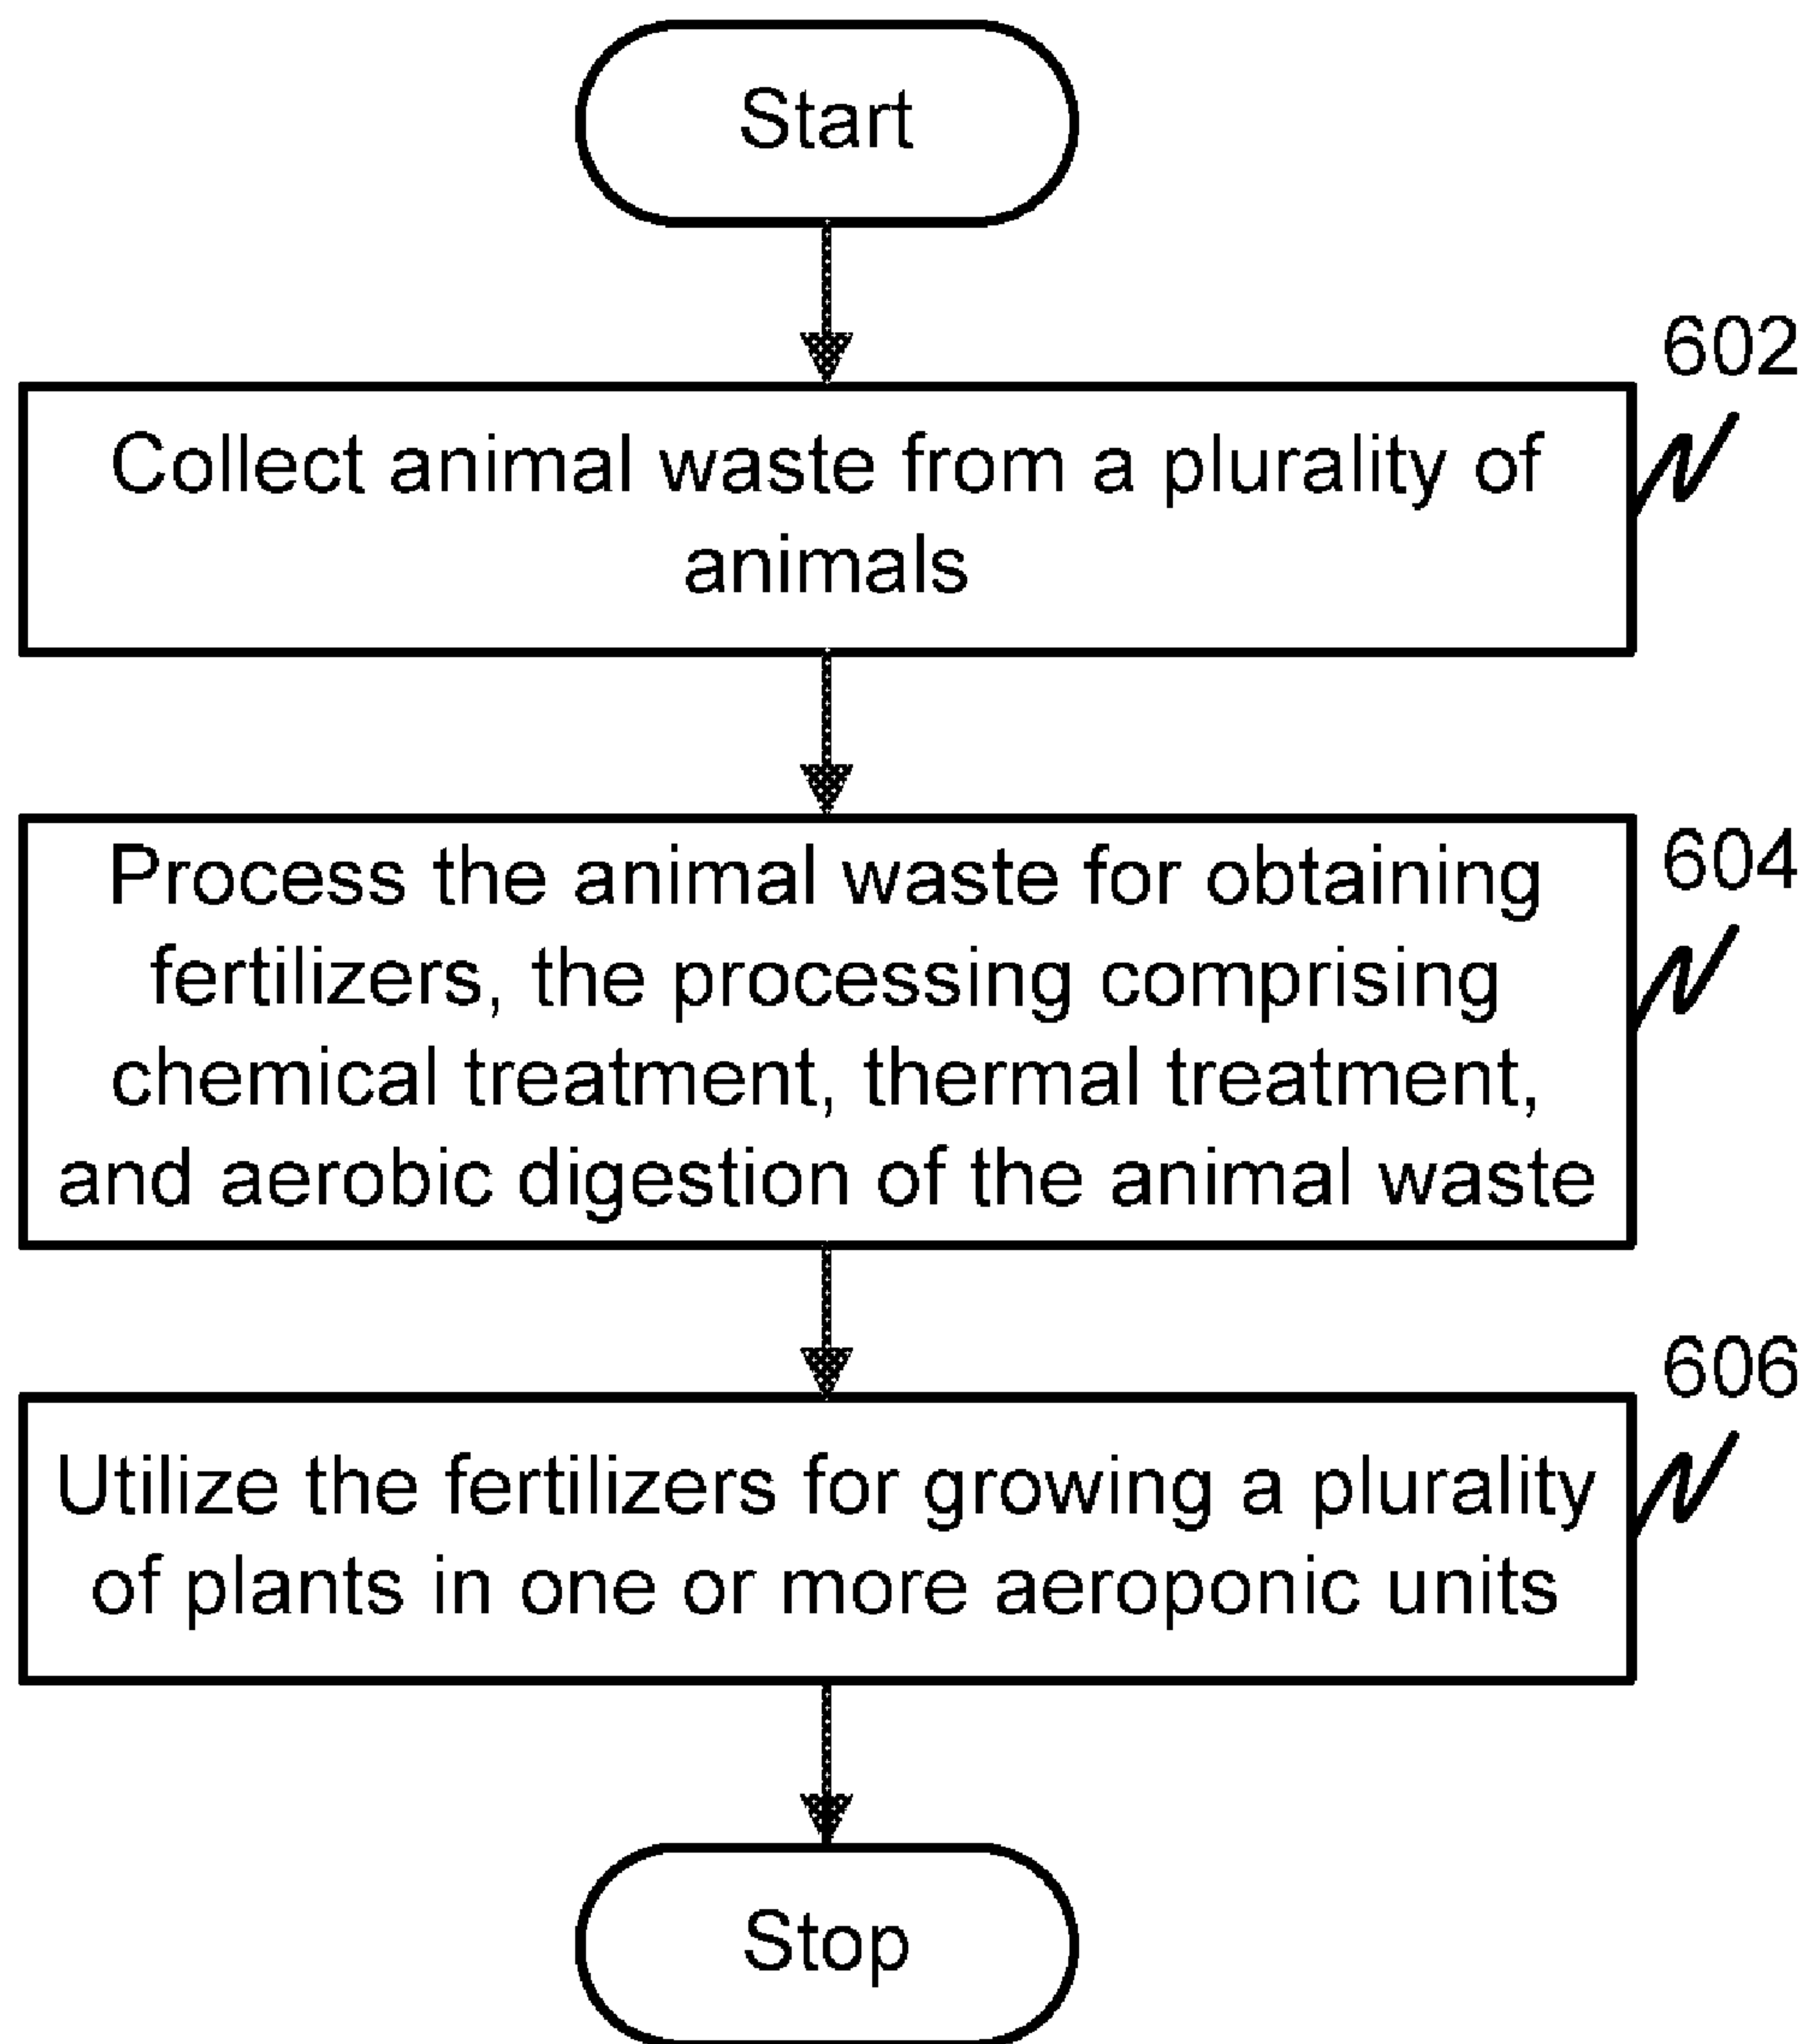 Start
602
Collect animal waste from a plurality of
animals
604
Process the animal waste for obtaining
fertilizers, the processing comprising
chemical treatment, thermal treatment,
and aerobic digestion of the animal waste
606
Utilize the fertilizers for growing a plurality
of plants in one or more aeroponic units
Stop